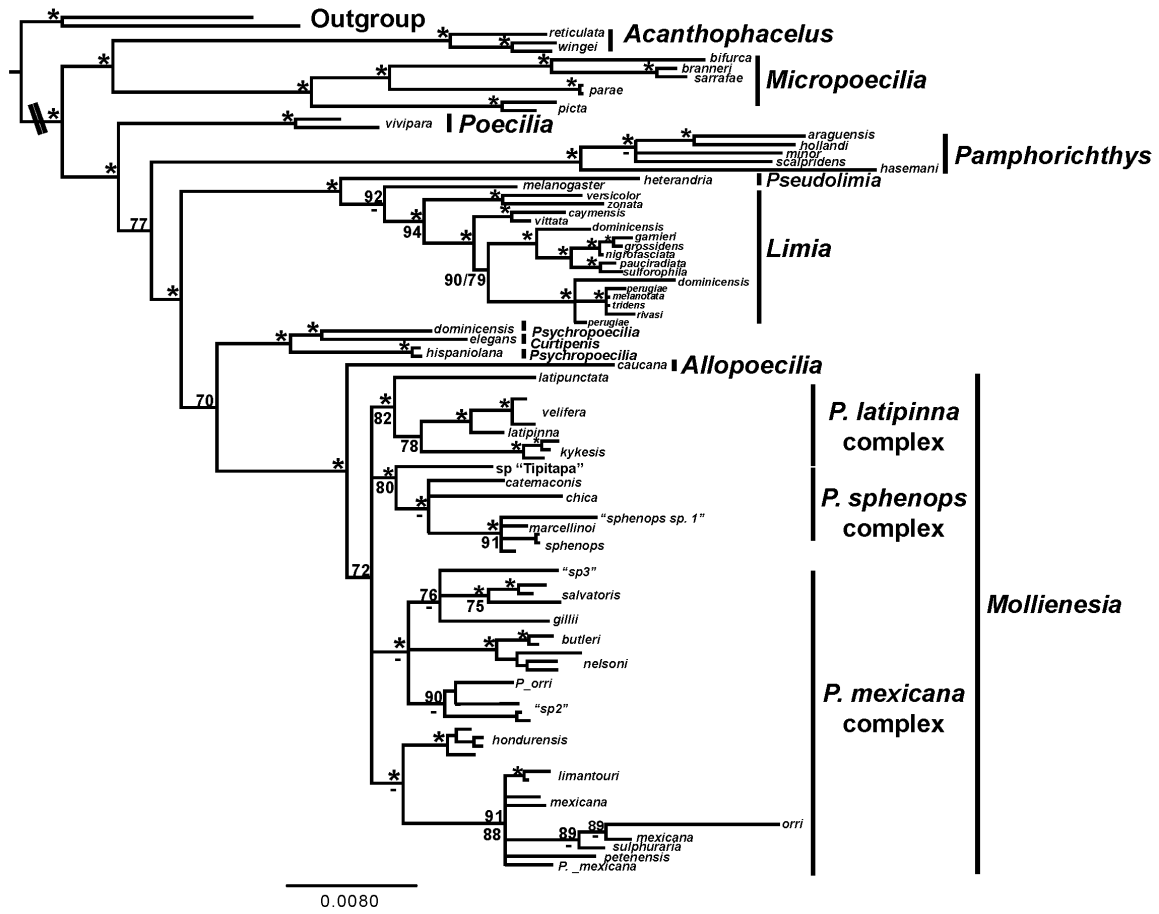 Outgroup
*
reticulata
*
*
wingei
Acanthophacelus
*
bifurca
*
*
branneri
sarrafae
*
*
parae
Micropoecilia
*
*
picta
*
vivipara
Poecilia
*
araguensis
*
hollandi
*
minor
-
scalpridens
*
hasemani
Pamphorichthys
77
*
heterandria
Pseudolimia
92
-
melanogaster
*
versicolor
zonata
*
94
*
caymensis
vittata
*
*
dominicensis
*
garnieri
*
grossidens
nigrofasciata
*
*
pauciradiata
sulforophila
90/79
dominicensis
*
*
perugiae
melanotata
tridens
rivasi
perugiae
Limia
*
*
*
dominicensis
Psychropoecilia
elegans
Curtipenis
*
hispaniolana
Psychropoecilia
70
caucana
Allopoecilia
*
latipunctata
*
82
*
*
velifera
latipinna
78
*
*
kykesis
P. latipinna
complex
*
80
sp "Tipitapa"
catemaconis
*
-
chica
"sphenops sp. 1"
*
91
marcellinoi
sphenops
P. sphenops
complex
72
"sp3"
76
-
*
*
75
salvatoris
gillii
*
-
*
*
butleri
nelsoni
P_orri
90
-
"sp2"
*
hondurensis
*
-
*
limantouri
mexicana
91
88
orri
89
-
89
-
mexicana
sulphuraria
petenensis
P. _mexicana
P. mexicana
complex
Mollienesia
0.0080